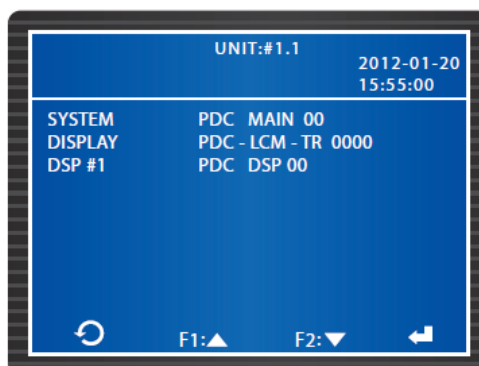 UNIT:#1.1
2012-01-20
15:55:00
SYSTEM PDC MAIN 00
DISPLAY PDC - LCM - TR 0000
DSP #1 PDC DSP 00
F1:▲ F2:▼